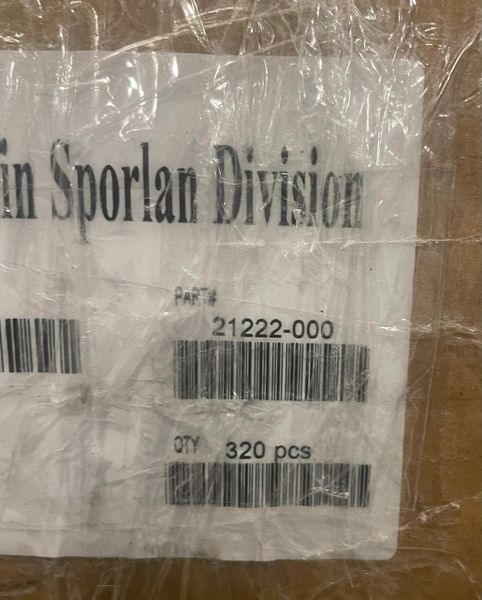 in Sporlan Division
PART#
21222-000
QTY 320 pcs